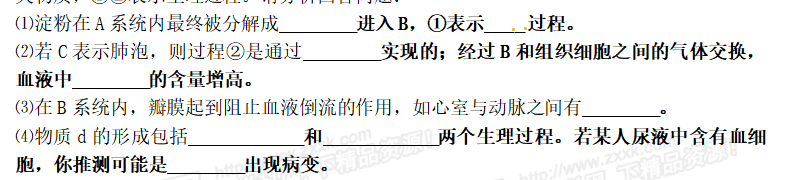 ⑴淀粉在 A 系统内最终被分解成________进入 B，①表示____过程。
⑵若 C 表示肺泡，则过程②是通过________实现的；经过 B 和组织细胞之间的气体交换，
血液中________的含量增高。
⑶在 B 系统内，瓣膜起到阻止血液倒流的作用，如心室与动脉之间有________。
⑷物质 d 的形成包括____________和____________两个生理过程。若某人尿液中含有血细
胞，你推测可能是________出现病变。